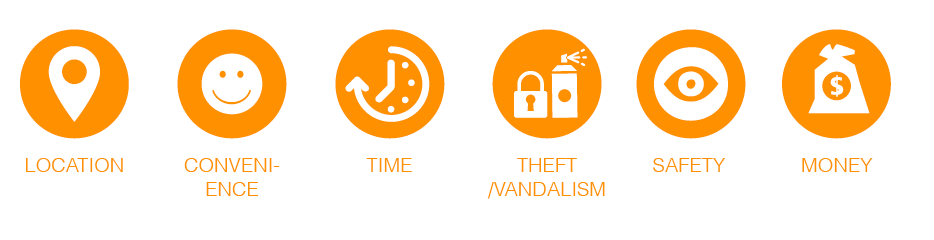 $
LOCATION
CONVENI-
ENCE
TIME
THEFT
/VANDALISM
SAFETY
MONEY